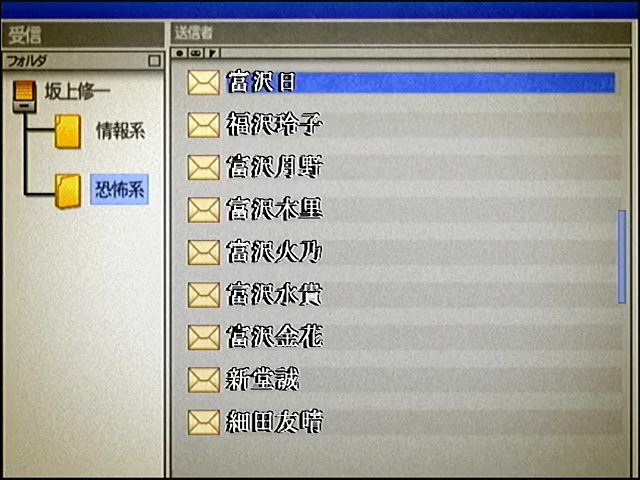 受信
送信者
フォルダ
坂上修一
情報系
恐怖系
富沢日
福沢玲子
富沢月野
富沢木里
富沢火乃
富沢水貴
富沢金花
新堂誠
細田友晴